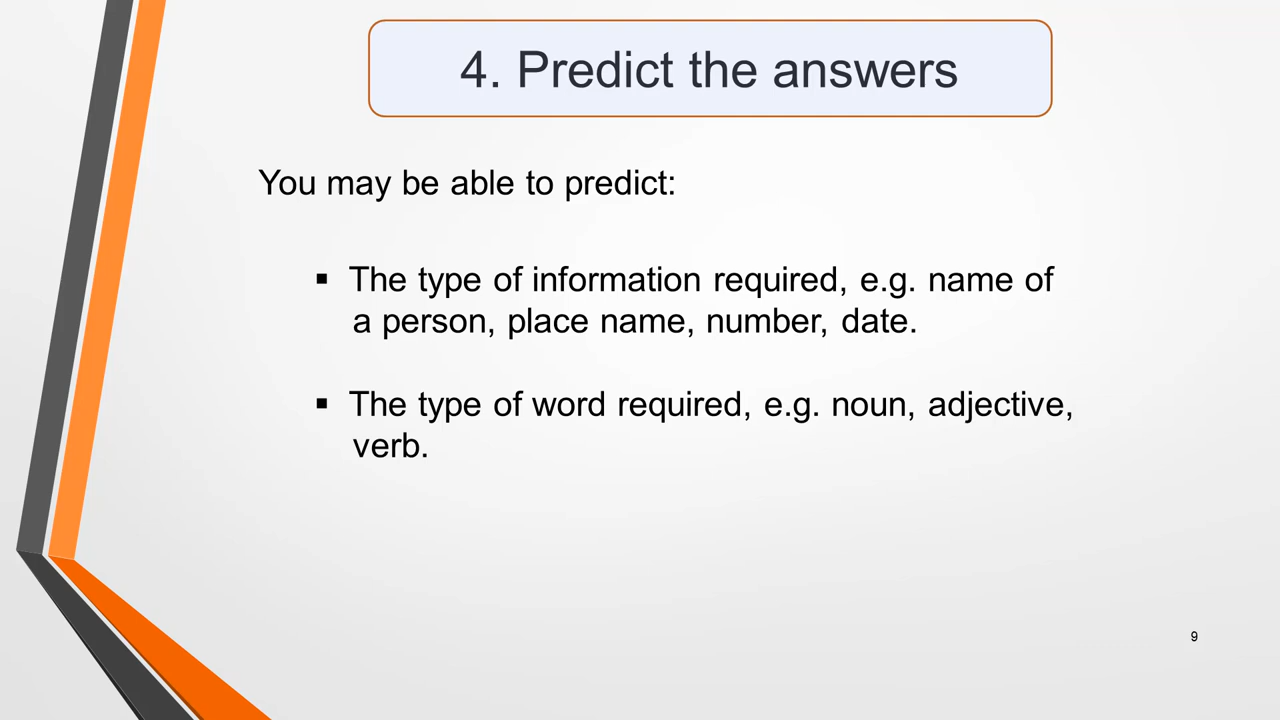 4. Predict the answers
You may be able to predict:
▪ The type of information required, e.g. name of
a person, place name, number, date.
▪ The type of word required, e.g. noun, adjective,
verb.
9